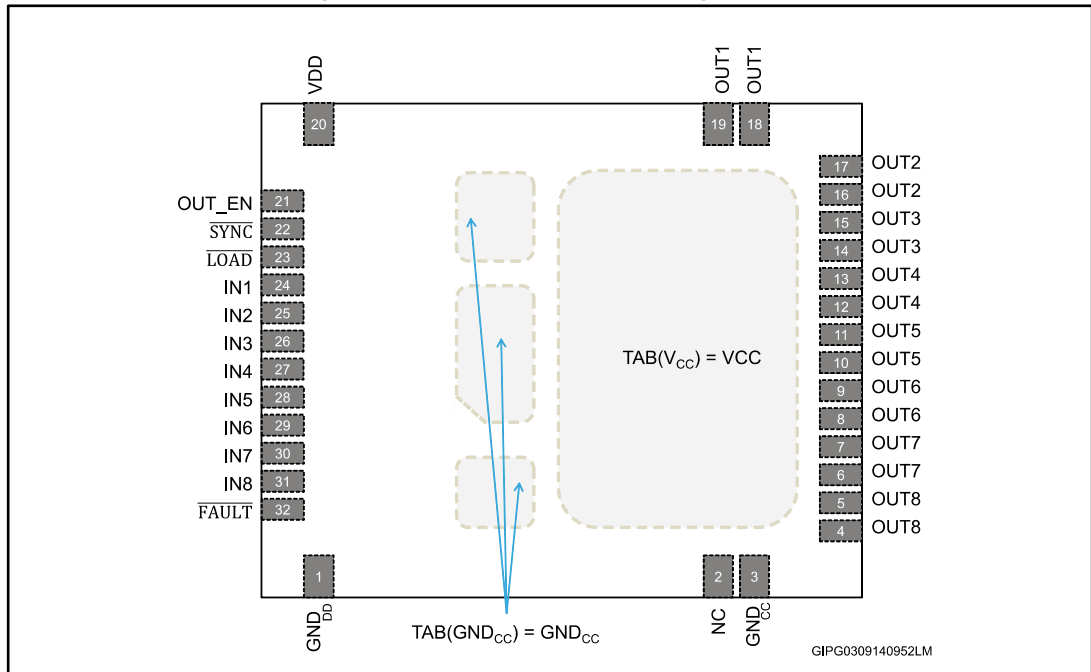 VDD
OUT1
OUT1
20
19
18
17 OUT2
16 OUT2
15 OUT3
14 OUT3
13 OUT4
12 OUT4
11 OUT5
10 OUT5
9 OUT6
8 OUT6
7 OUT7
6 OUT7
5 OUT8
4 OUT8
OUT_EN 21
SYNC 22
LOAD 23
IN1 24
IN2 25
IN3 26
IN4 27
IN5 28
IN6 29
IN7 30
IN8 31
FAULT 32
TAB(VCC) = VCC
1
2
3
GNDDD
NC
GNDCC
TAB(GNDCC) = GNDCC
GIPG0309140952LM